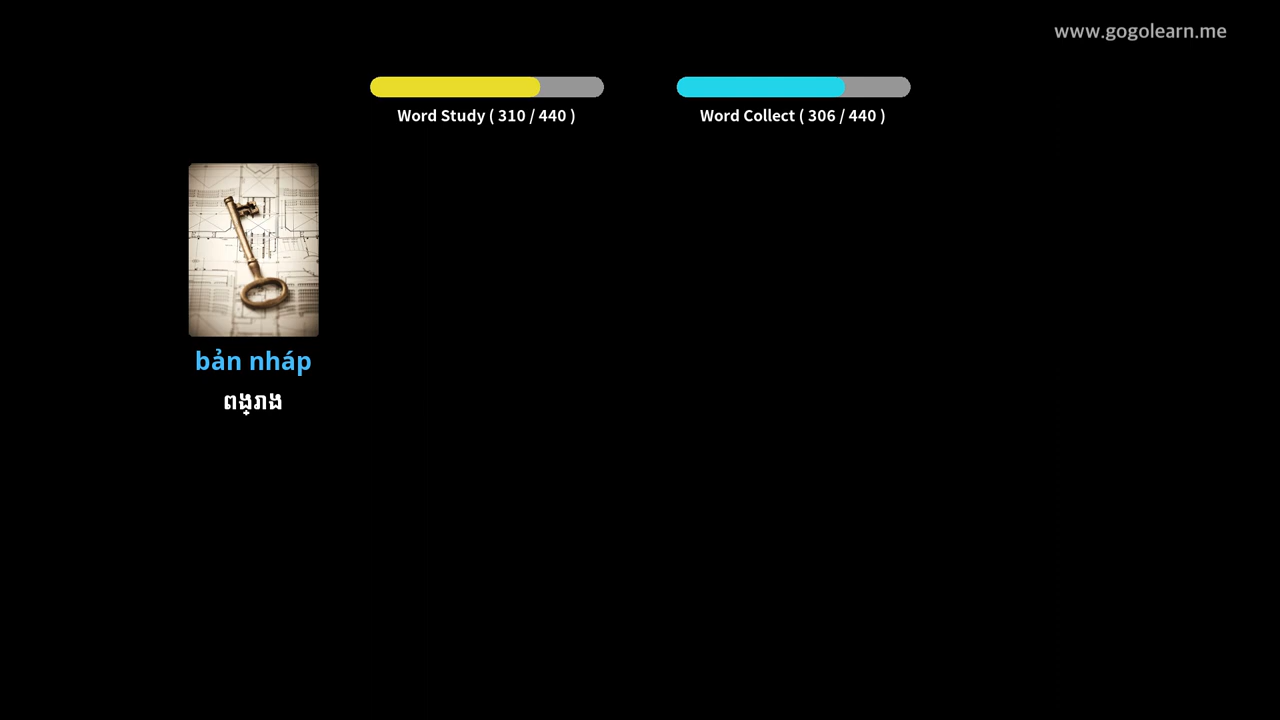 www.gogolearn.me
Word Study ( 310 / 440 )
Word Collect ( 306 / 440 )
bản nháp
ពង្រាង